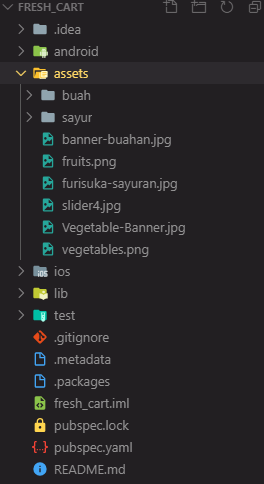 FRESH_CART
.idea
android
assets
buah
sayur
banner-buahan.jpg
fruits.png
furisuka-sayuran.jpg
slider4.jpg
Vegetable-Banner.jpg
vegetables.png
iOS
ios
lib
test
.gitignore
.metadata
.packages
fresh_cart.iml
pubspec.lock
pubspec.yaml
README.md